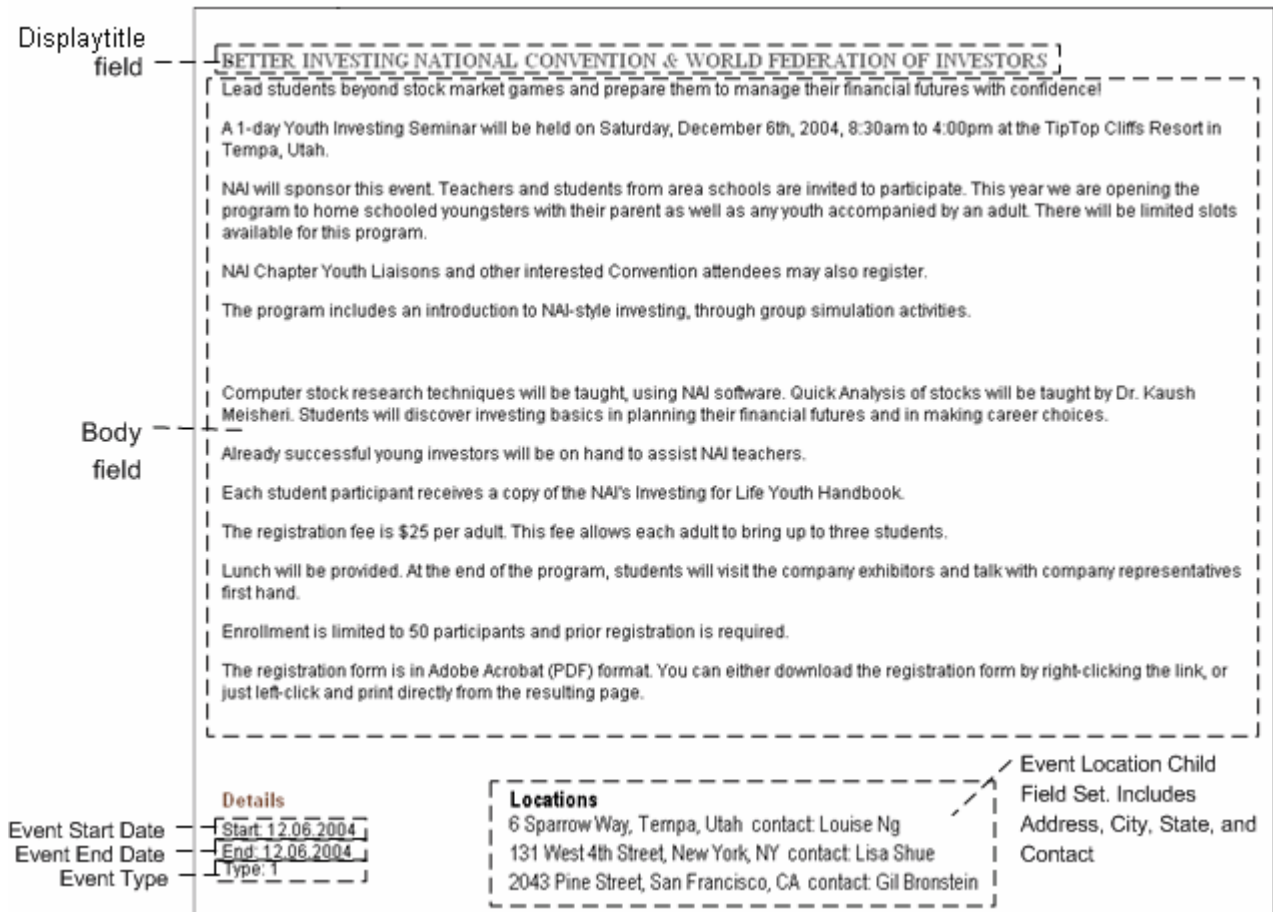 Displaytitle
field
BETTER INVESTING NATIONAL CONVENTION & WORLD FEDERATION OF INVESTORS
Lead students beyond stock market games and prepare them to manage their financial futures with confidence!
A 1-day Youth Investing Seminar will be held on Saturday, December 6th, 2004, 8:30am to 4:00pm at the TipTop Cliffs Resort in
Tempa, Utah.
NAI will sponsor this event. Teachers and students from area schools are invited to participate. This year we are opening the
program to home schooled youngsters with their parent as well as any youth accompanied by an adult. There will be limited slots
available for this program.
NAI Chapter Youth Liaisons and other interested Convention attendees may also register.
The program includes an introduction to NAI-style investing, through group simulation activities.
Computer stock research techniques will be taught, using NAI software. Quick Analysis of stocks will be taught by Dr. Kaush
Meisheri. Students will discover investing basics in planning their financial futures and in making career choices.
Body
field
Already successful young investors will be on hand to assist NAI teachers.
Each student participant receives a copy of the NAI's Investing for Life Youth Handbook.
The registration fee is $25 per adult. This fee allows each adult to bring up to three students.
Lunch will be provided. At the end of the program, students will visit the company exhibitors and talk with company representatives
first hand.
Enrollment is limited to 50 participants and prior registration is required.
The registration form is in Adobe Acrobat (PDF) format. You can either download the registration form by right-clicking the link, or
just left-click and print directly from the resulting page.
Details
Event Start Date
Start: 12.06.2004
Event End Date
End: 12.06.2004
Event Type
Type: 1
Locations
6 Sparrow Way, Tempa, Utah contact: Louise Ng
131 West 4th Street, New York, NY contact: Lisa Shue
2043 Pine Street, San Francisco, CA contact: Gil Bronstein
Event Location Child
Field Set. Includes
Address, City, State, and
Contact